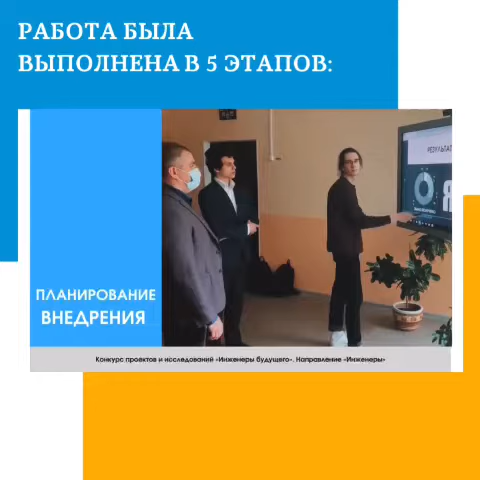 РАБОТА БЫЛА
ВЫПОЛНЕНА В 5 ЭТАПОВ:
ПЛАНИРОВАНИЕ
ВНЕДРЕНИЯ
Конкурс проектов и исследований «Инженеры будущего». Направление «Инженеры»